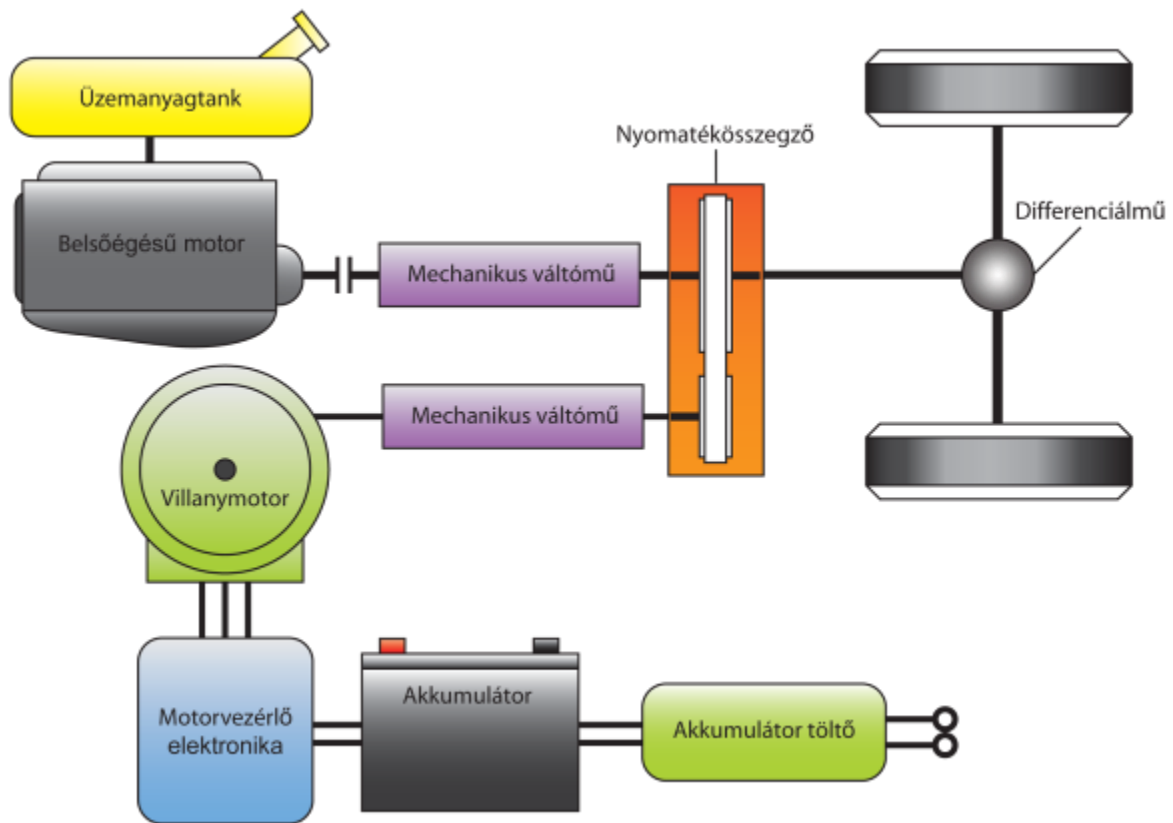 Üzemanyagtank
Nyomatékösszegző
Differenciálmű
Belsőégésű motor
Mechanikus váltómű
Mechanikus váltómű
Villanymotor
Motorvezérlő
elektronika
Akkumulátor
Akkumulátor töltő